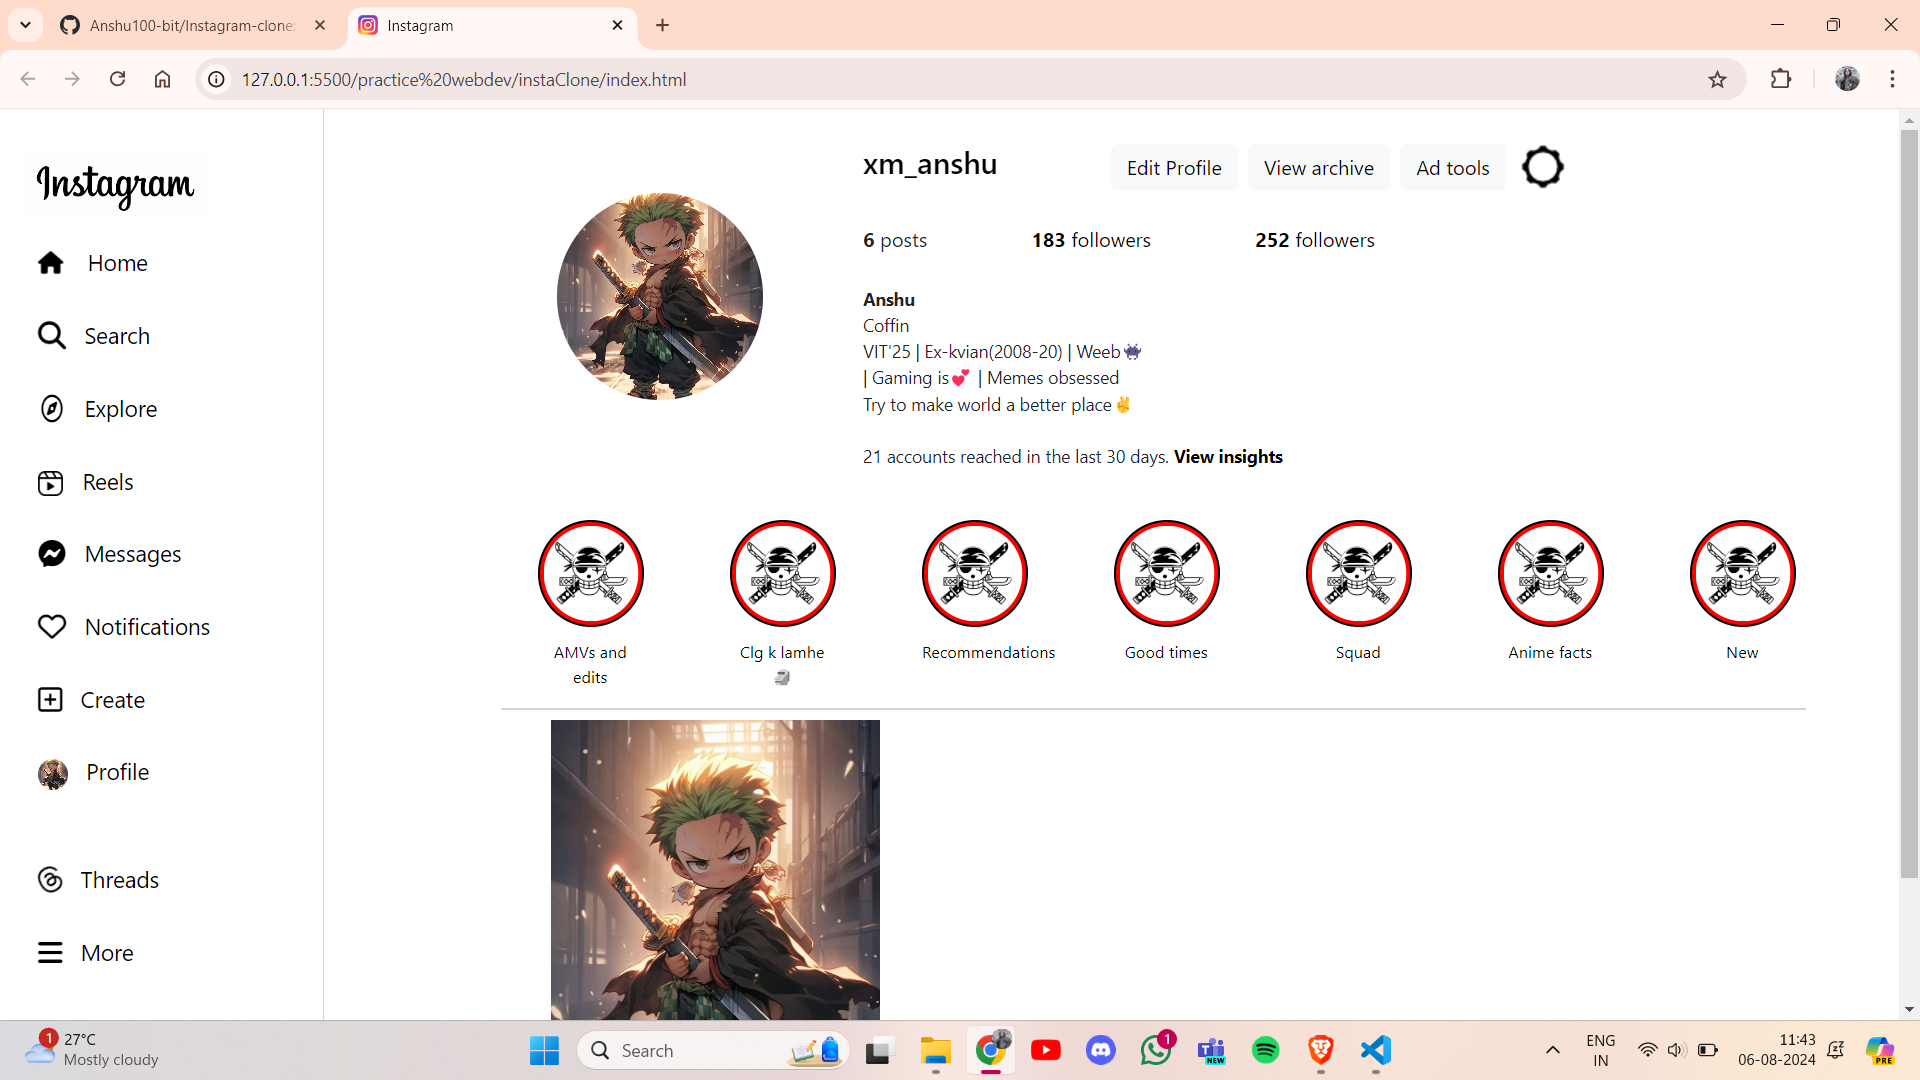 Anshu100-bit/Instagram-clone:
Instagram
127.0.0.1:5500/practice%20webdev/instaClone/index.html
Instagram
Home
Search
Explore
Reels
Messages
Notifications
Create
Profile
Threads
More
xm_anshu
Edit Profile
View archive
Ad tools
6 posts
183 followers
252 followers
Anshu
Coffin
VIT'25 | Ex-kvian(2008-20) | Weeb👾
| Gaming is💕 | Memes obsessed
Try to make world a better place✌
21 accounts reached in the last 30 days. View insights
AMVs and
edits
Clg k lamhe
🗿
Recommendations
Good times
Squad
Anime facts
New
1
27°C
Mostly cloudy
Search
1
NEW
ENG
IN
11:43
06-08-2024
PRE